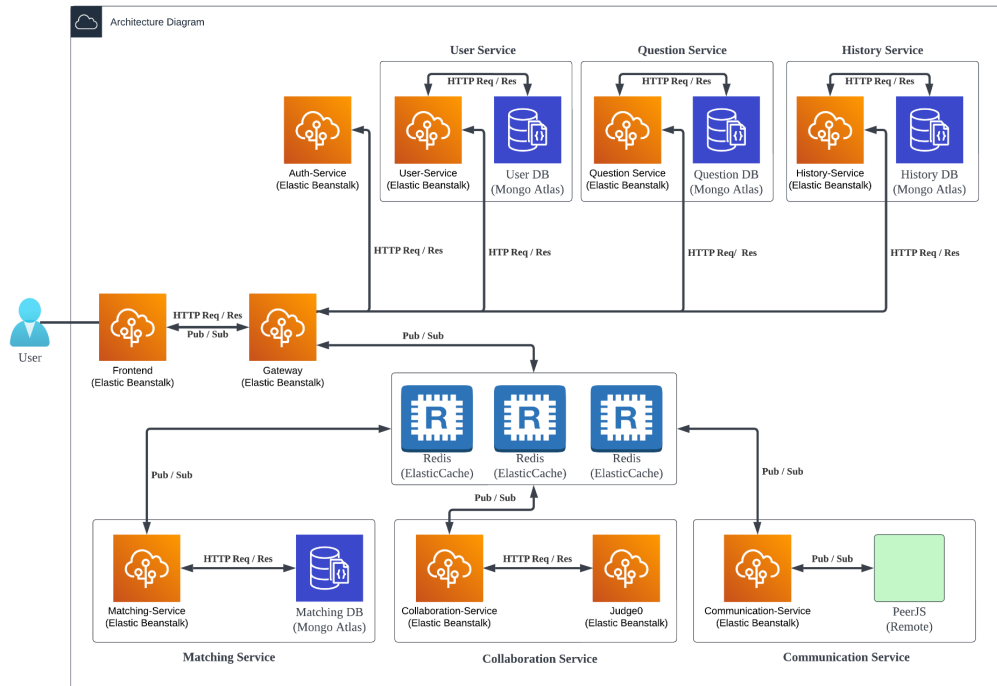 Architecture Diagram
User Service
Question Service
History Service
HTTP Req / Res
HTTP Req / Res
HTTP Req / Res
Auth-Service
(Elastic Beanstalk)
User-Service
(Elastic Beanstalk)
User DB
(Mongo Atlas)
Question Service
(Elastic Beanstalk)
Question DB
(Mongo Atlas)
History-Service
(Elastic Beanstalk)
History DB
(Mongo Atlas)
HTTP Req / Res
HTP Req / Res
HTTP Req/  Res
HTTP Req / Res
User
HTTP Req / Res
Pub / Sub
Frontend
(Elastic Beanstalk)
Gateway
(Elastic Beanstalk)
Pub / Sub
R
R
R
Redis
(ElasticCache)
Redis
(ElasticCache)
Redis
(ElasticCache)
Pub / Sub
Pub / Sub
Pub / Sub
HTTP Req / Res
Matching-Service
(Elastic Beanstalk)
Matching DB
(Mongo Atlas)
Matching Service
HTTP Req / Res
Collaboration-Service
(Elastic Beanstalk)
Judge0
(Elastic Beanstalk)
Collaboration Service
Pub / Sub
Communication-Service
(Elastic Beanstalk)
PeerJS
(Remote)
Communication Service